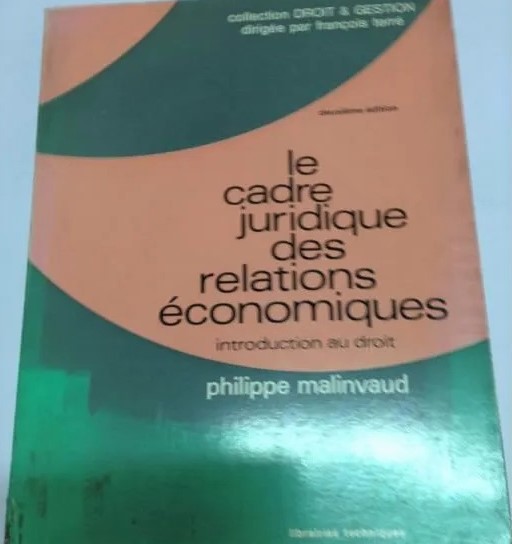 collection DROIT & GESTION
dirigée par françois terré
deuxième édition
le
cadre
juridique
des
relations
économiques
introduction au droit
philippe malinvaud
librairies techniques